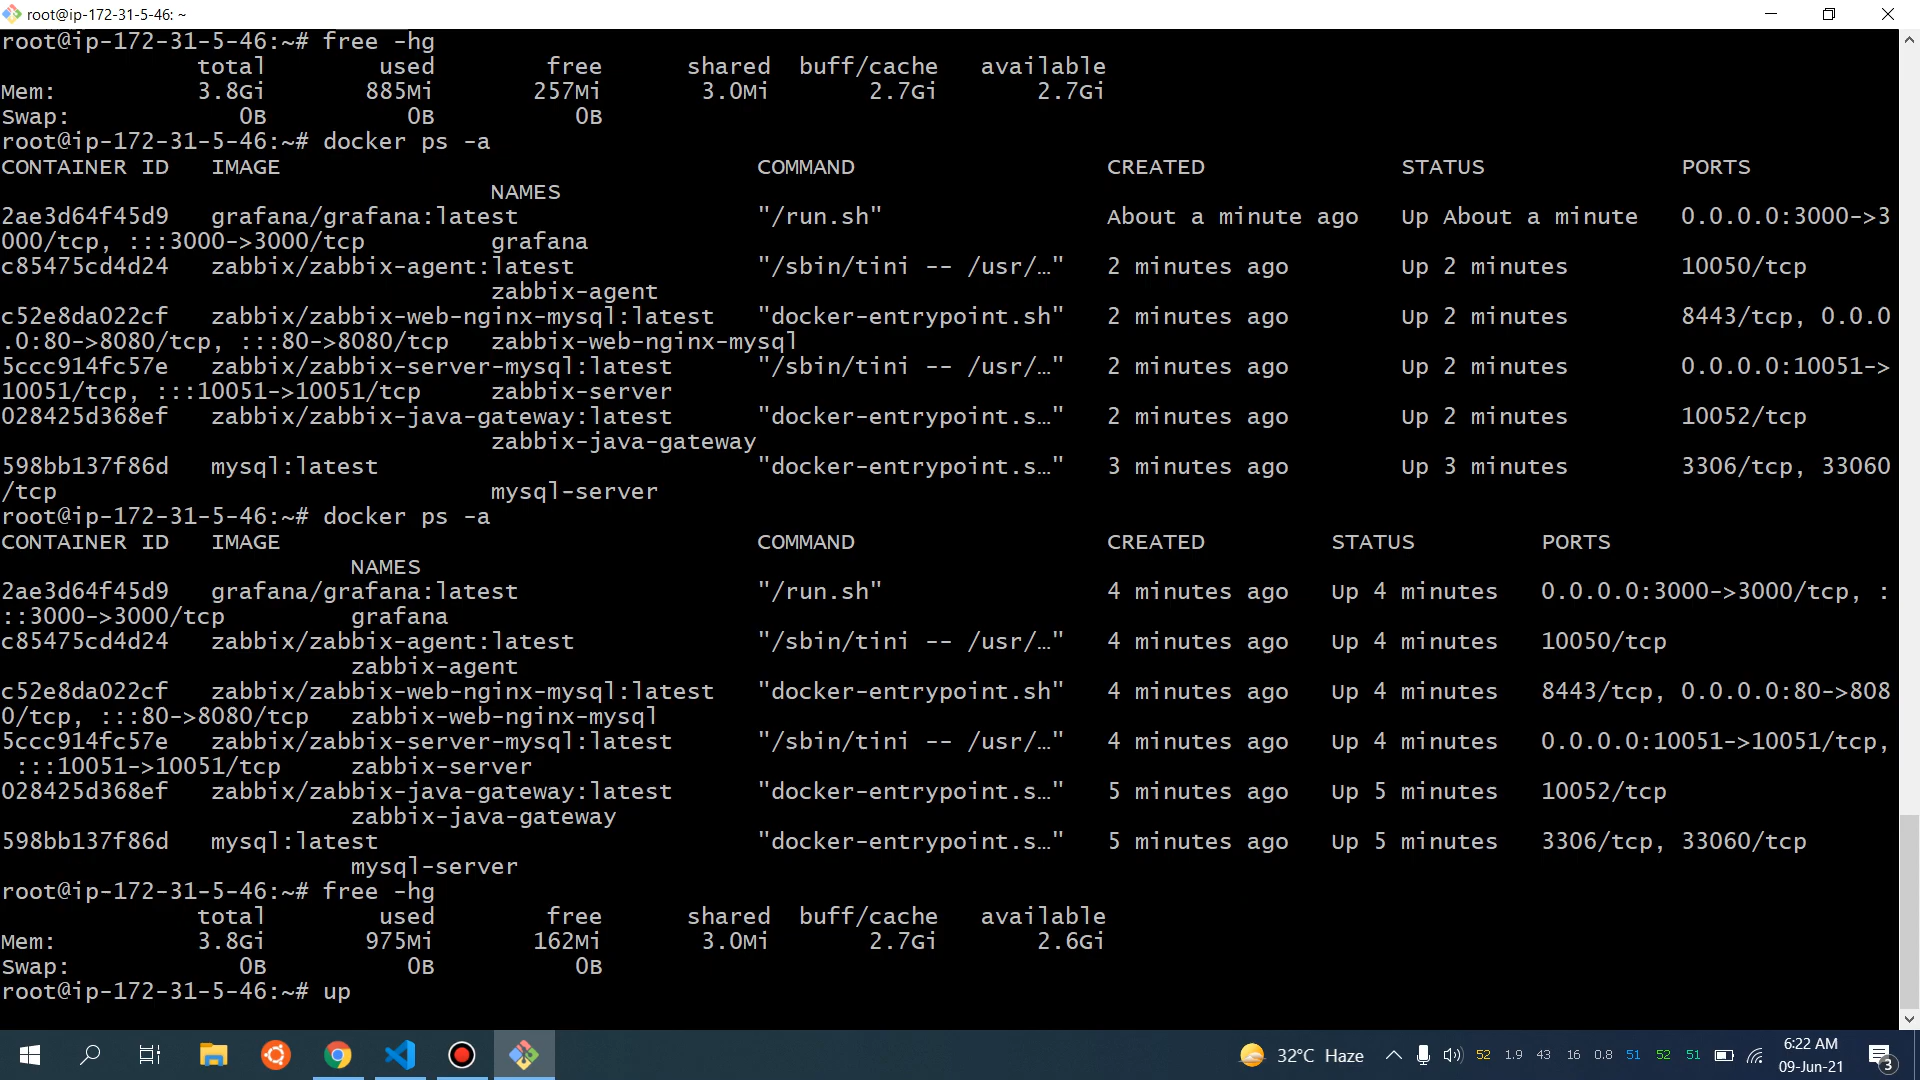 root@ip-172-31-5-46: ~
root@ip-172-31-5-46:~# free -hg
              total        used        free      shared  buff/cache   available
Mem:          3.8Gi       885Mi       257Mi       3.0Mi       2.7Gi       2.7Gi
Swap:            0B          0B          0B
root@ip-172-31-5-46:~# docker ps -a
CONTAINER ID   IMAGE                                  COMMAND                  CREATED              STATUS              PORTS
                                   NAMES
2ae3d64f45d9   grafana/grafana:latest                 "/run.sh"                About a minute ago   Up About a minute   0.0.0.0:3000->3
000/tcp, :::3000->3000/tcp         grafana
c85475cd4d24   zabbix/zabbix-agent:latest             "/sbin/tini -- /usr/…"   2 minutes ago        Up 2 minutes        10050/tcp
                                   zabbix-agent
c52e8da022cf   zabbix/zabbix-web-nginx-mysql:latest   "docker-entrypoint.sh"   2 minutes ago        Up 2 minutes        8443/tcp, 0.0.0
.0:80->8080/tcp, :::80->8080/tcp   zabbix-web-nginx-mysql
5ccc914fc57e   zabbix/zabbix-server-mysql:latest      "/sbin/tini -- /usr/…"   2 minutes ago        Up 2 minutes        0.0.0.0:10051->
10051/tcp, :::10051->10051/tcp     zabbix-server
028425d368ef   zabbix/zabbix-java-gateway:latest      "docker-entrypoint.s…"   2 minutes ago        Up 2 minutes        10052/tcp
                                   zabbix-java-gateway
598bb137f86d   mysql:latest                           "docker-entrypoint.s…"   3 minutes ago        Up 3 minutes        3306/tcp, 33060
/tcp                               mysql-server
root@ip-172-31-5-46:~# docker ps -a
CONTAINER ID   IMAGE                                  COMMAND                  CREATED         STATUS         PORTS
                         NAMES
2ae3d64f45d9   grafana/grafana:latest                 "/run.sh"                4 minutes ago   Up 4 minutes   0.0.0.0:3000->3000/tcp, :
::3000->3000/tcp         grafana
c85475cd4d24   zabbix/zabbix-agent:latest             "/sbin/tini -- /usr/…"   4 minutes ago   Up 4 minutes   10050/tcp
                         zabbix-agent
c52e8da022cf   zabbix/zabbix-web-nginx-mysql:latest   "docker-entrypoint.sh"   4 minutes ago   Up 4 minutes   8443/tcp, 0.0.0.0:80->808
0/tcp, :::80->8080/tcp   zabbix-web-nginx-mysql
5ccc914fc57e   zabbix/zabbix-server-mysql:latest      "/sbin/tini -- /usr/…"   4 minutes ago   Up 4 minutes   0.0.0.0:10051->10051/tcp,
 :::10051->10051/tcp     zabbix-server
028425d368ef   zabbix/zabbix-java-gateway:latest      "docker-entrypoint.s…"   5 minutes ago   Up 5 minutes   10052/tcp
                         zabbix-java-gateway
598bb137f86d   mysql:latest                           "docker-entrypoint.s…"   5 minutes ago   Up 5 minutes   3306/tcp, 33060/tcp
                         mysql-server
root@ip-172-31-5-46:~# free -hg
              total        used        free      shared  buff/cache   available
Mem:          3.8Gi       975Mi       162Mi       3.0Mi       2.7Gi       2.6Gi
Swap:            0B          0B          0B
root@ip-172-31-5-46:~# up
32°C Haze 52 1.9 43 16 0.8 51 52 51 6:22 AM
09-Jun-21 3